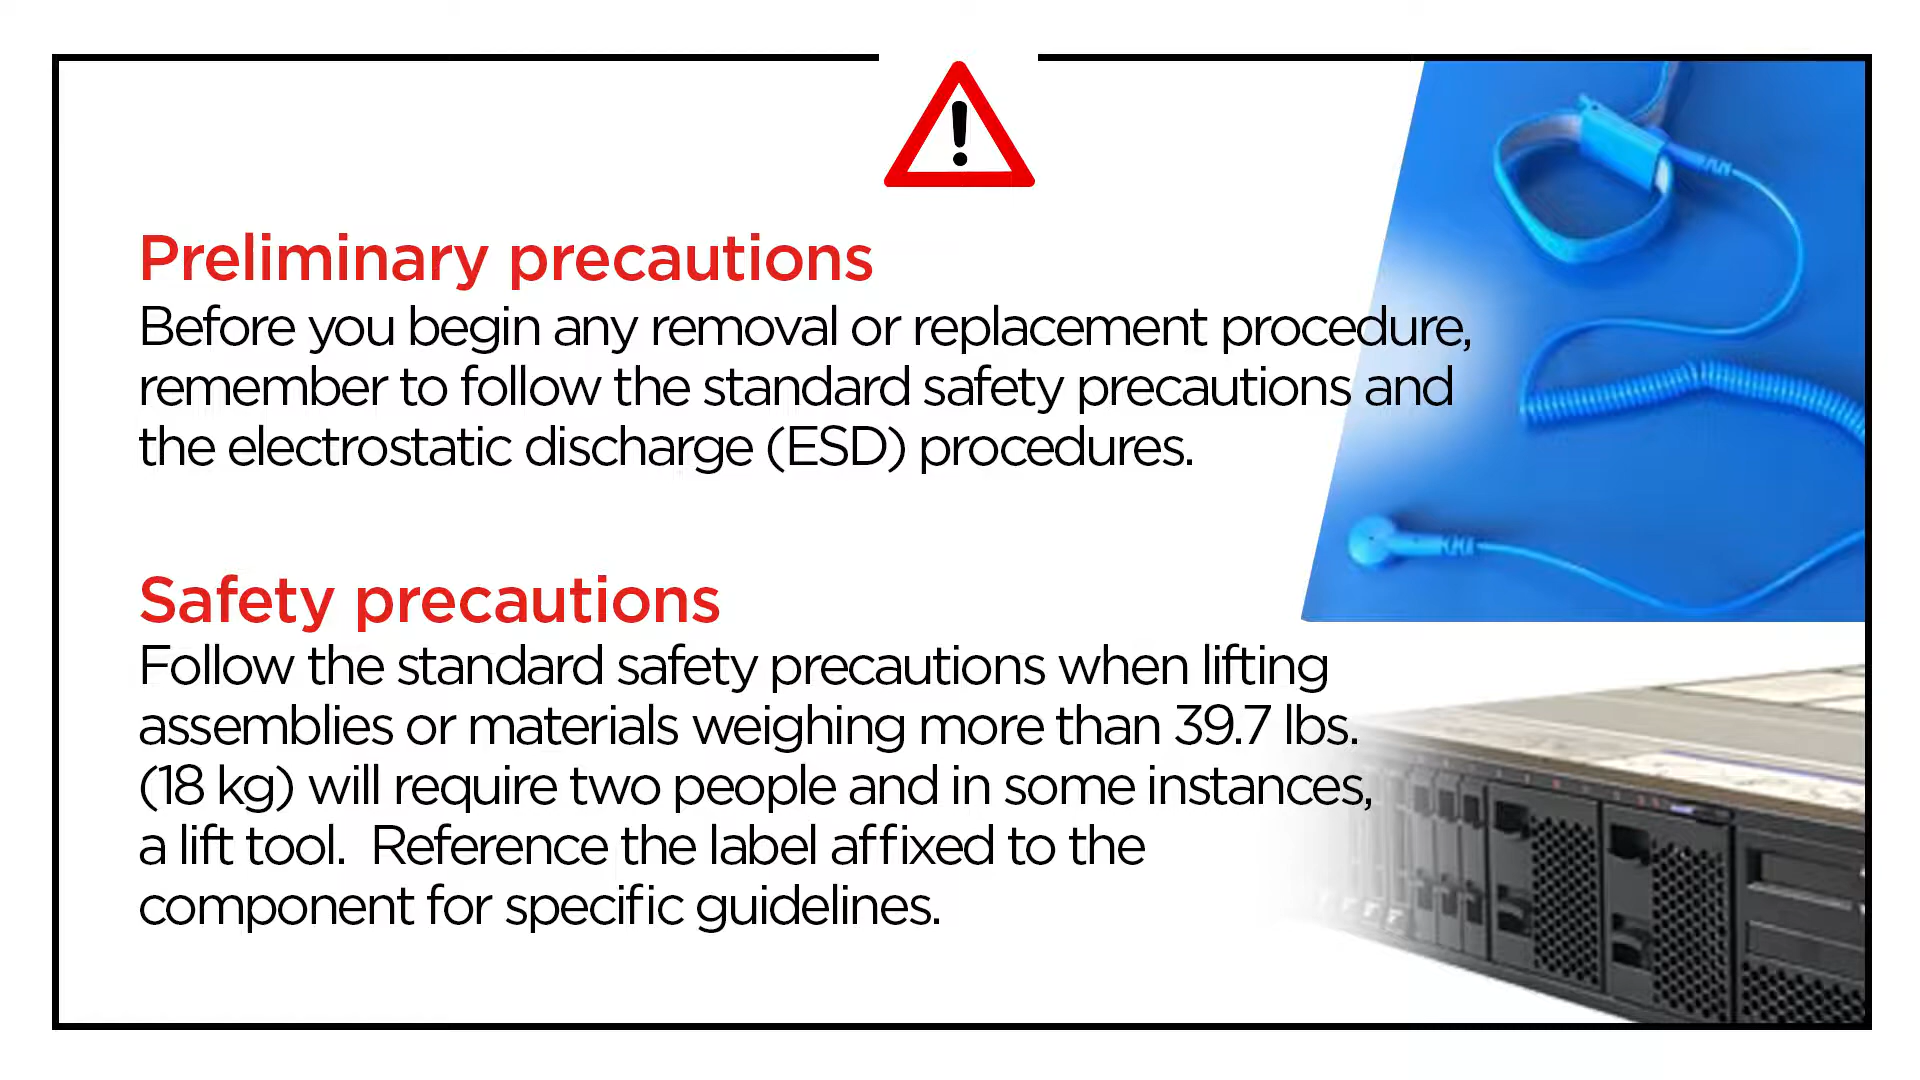 Preliminary precautions
Before you begin any removal or replacement procedure,
remember to follow the standard safety precautions and
the electrostatic discharge (ESD) procedures.
Safety precautions
Follow the standard safety precautions when lifting
assemblies or materials weighing more than 39.7 lbs.
(18 kg) will require two people and in some instances,
a lift tool.  Reference the label affixed to the
component for specific guidelines.